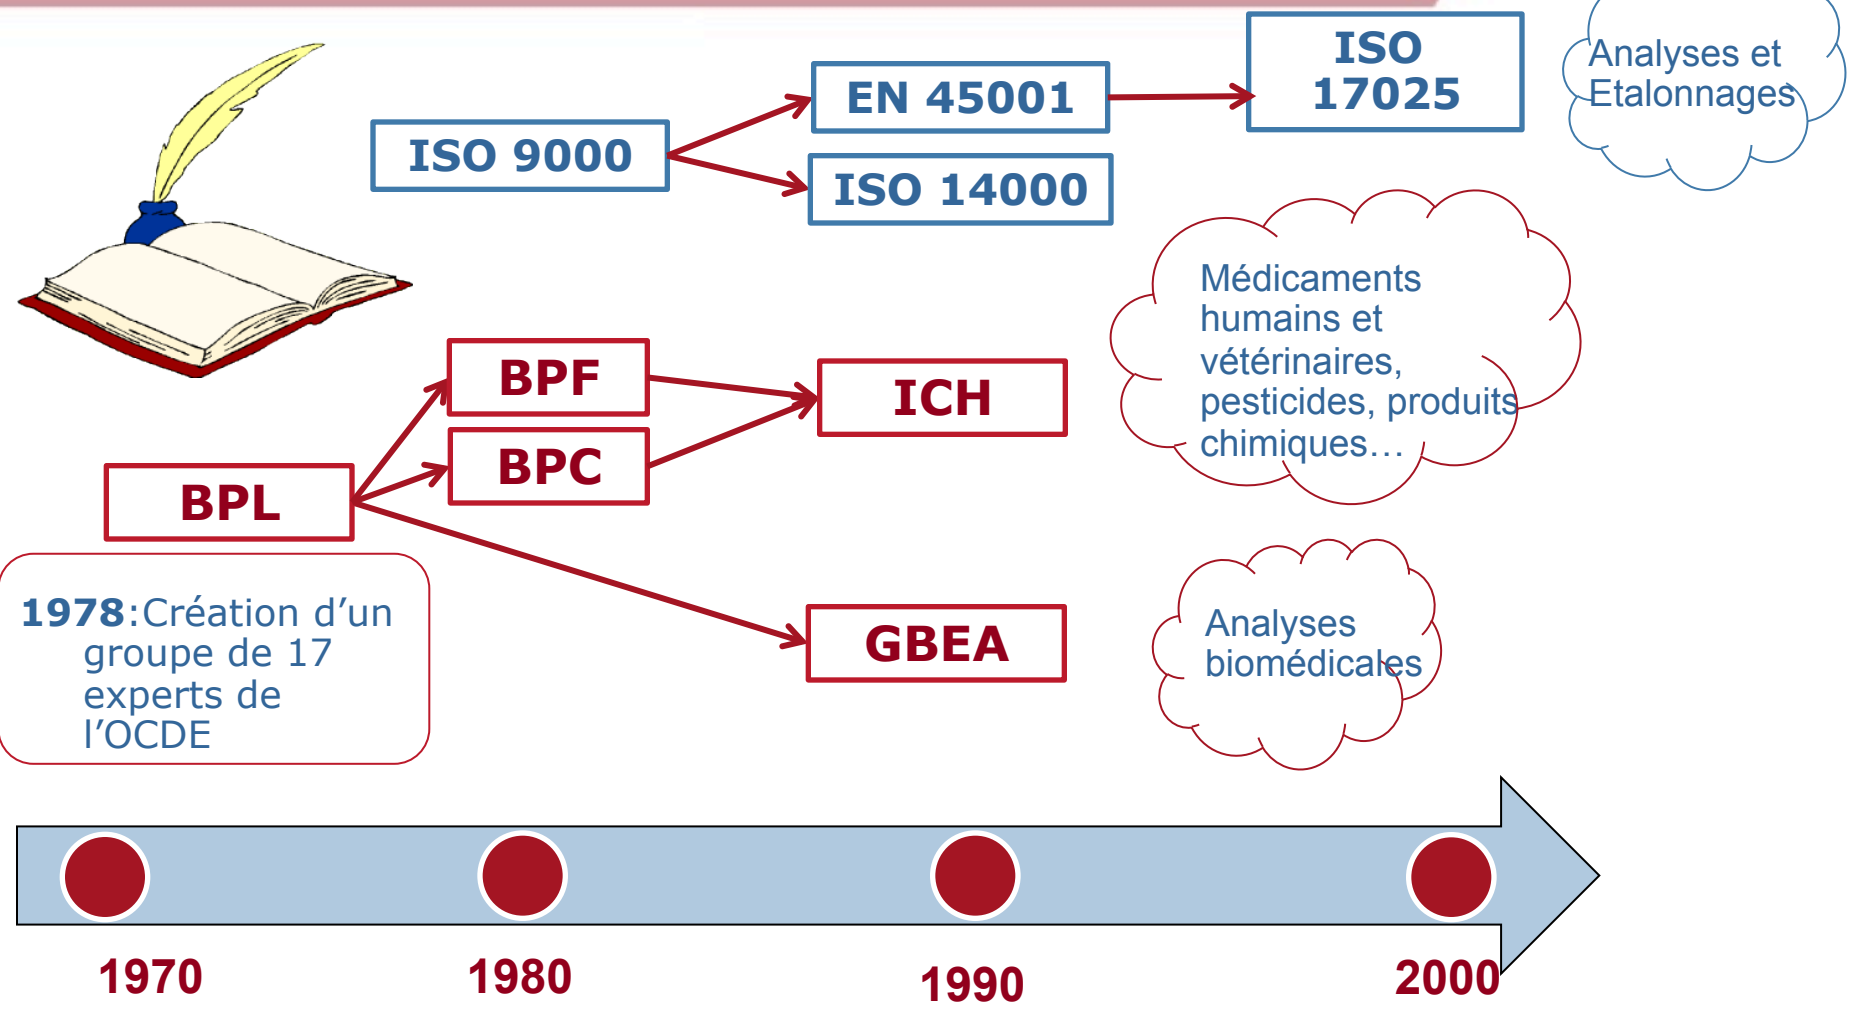 ISO
17025
Analyses et
Etalonnages
EN 45001
ISO 9000
ISO 14000
Médicaments
humains et
vétérinaires,
pesticides, produits
chimiques…
BPF
ICH
BPC
BPL
1978:Création d’un
groupe de 17
experts de
l’OCDE
GBEA
Analyses
biomédicales
1970
1980
1990
2000